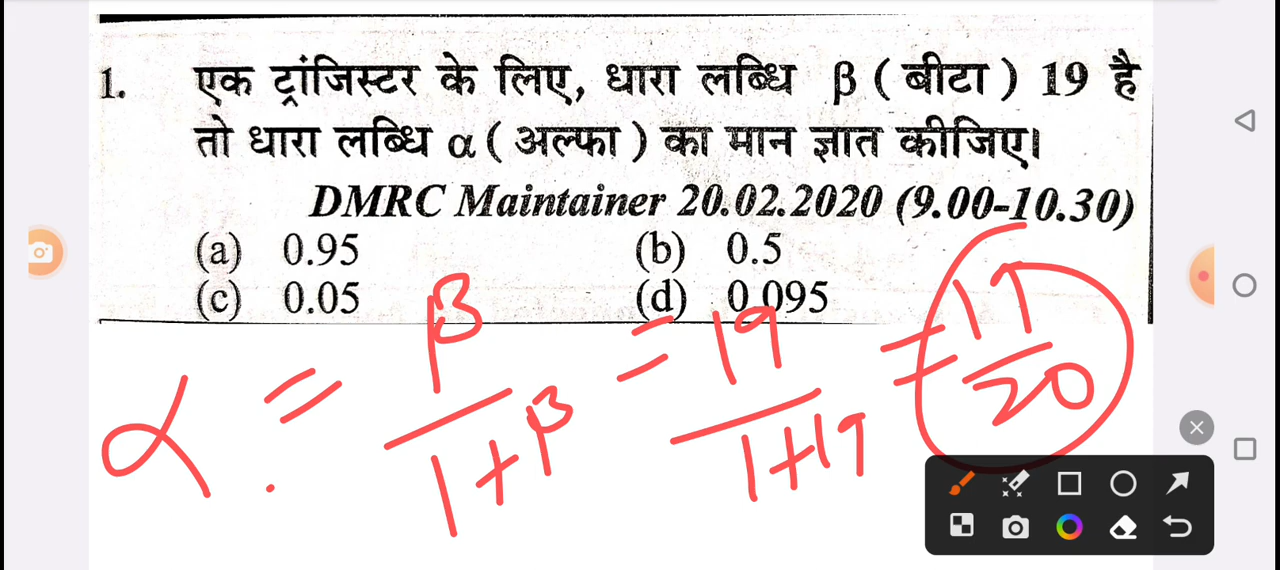 1. एक ट्रांजिस्टर के लिए, धारा लब्धि β ( बीटा ) 19 है
तो धारा लब्धि α ( अल्फा ) का मान ज्ञात कीजिए।
DMRC Maintainer 20.02.2020 (9.00-10.30)
(a) 0.95 (b) 0.5
(c) 0.05 (d) 0.095
α = β/1+β = 19/1+19 = 19/20